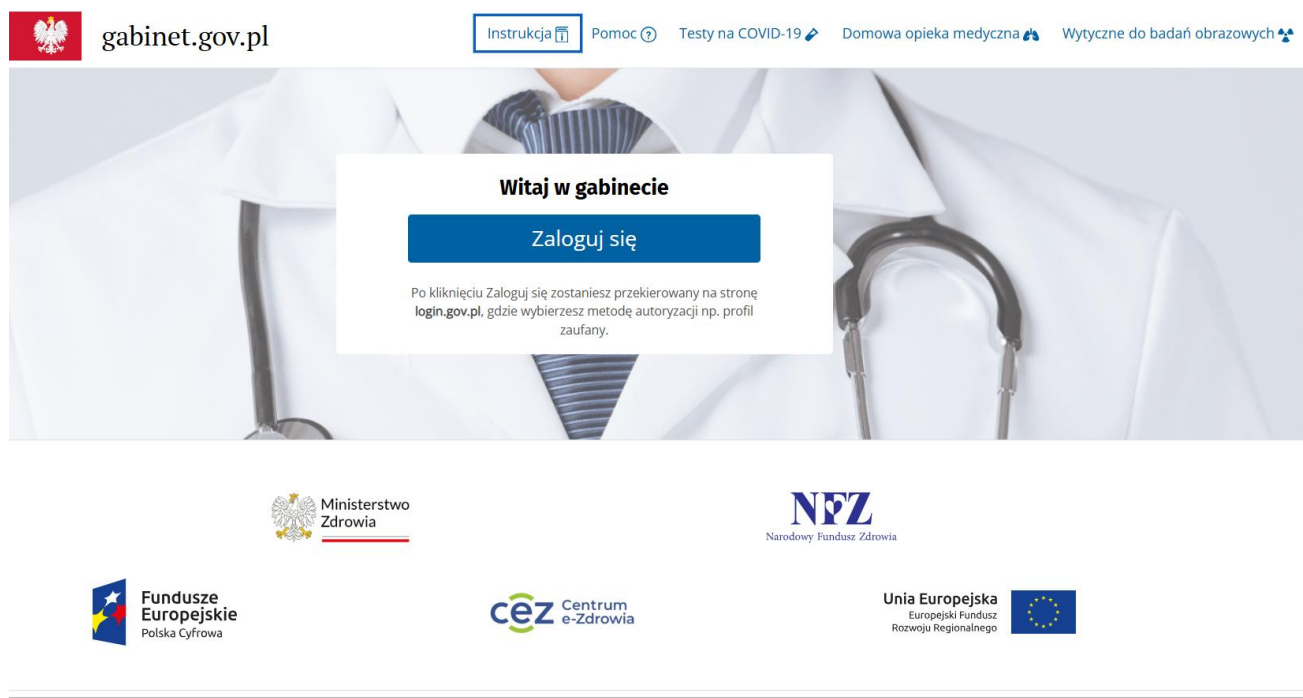 gabinet.gov.pl
Instrukcja
Pomoc
Testy na COVID-19
Domowa opieka medyczna
Wytyczne do badań obrazowych
Witaj w gabinecie
Zaloguj się
Po kliknięciu Zaloguj się zostaniesz przekierowany na stronę
login.gov.pl, gdzie wybierzesz metodę autoryzacji np. profil
zaufany.
Ministerstwo
Zdrowia
NFZ
Narodowy Fundusz Zdrowia
Fundusze
Europejskie
Polska Cyfrowa
cez Centrum
e-Zdrowia
Unia Europejska
Europejski Fundusz
Rozwoju Regionalnego